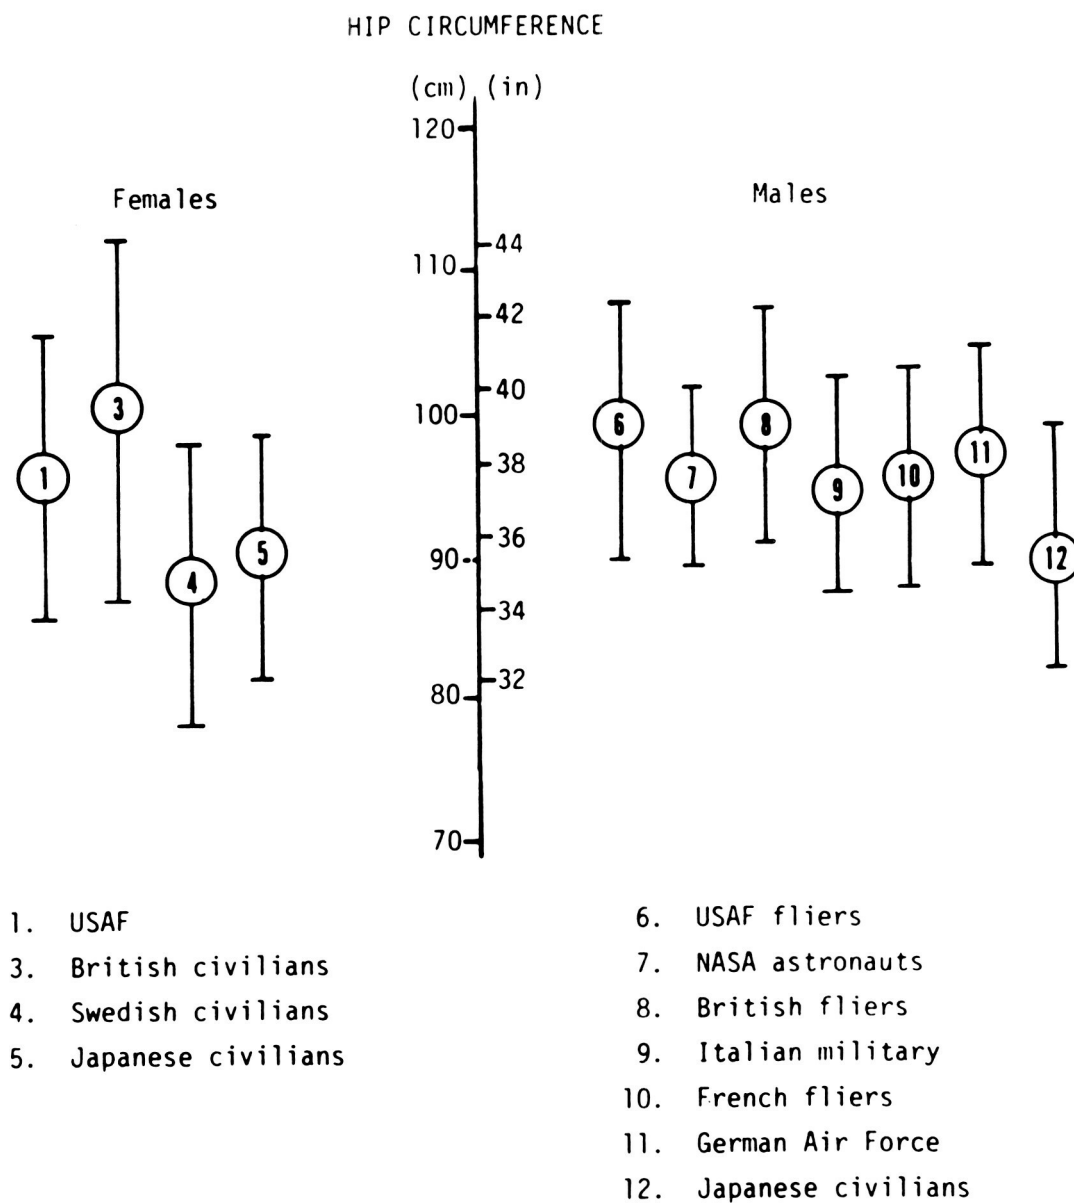 HIP CIRCUMFERENCE
(cm) (in)
120
Females
Males
44
110
42
40
3
100
6
8
11
38
1
7
10
9
36
5
90
12
4
34
32
80
70
1. USAF
3. British civilians
4. Swedish civilians
5. Japanese civilians
6. USAF fliers
7. NASA astronauts
8. British fliers
9. Italian military
10. French fliers
11. German Air Force
12. Japanese civilians